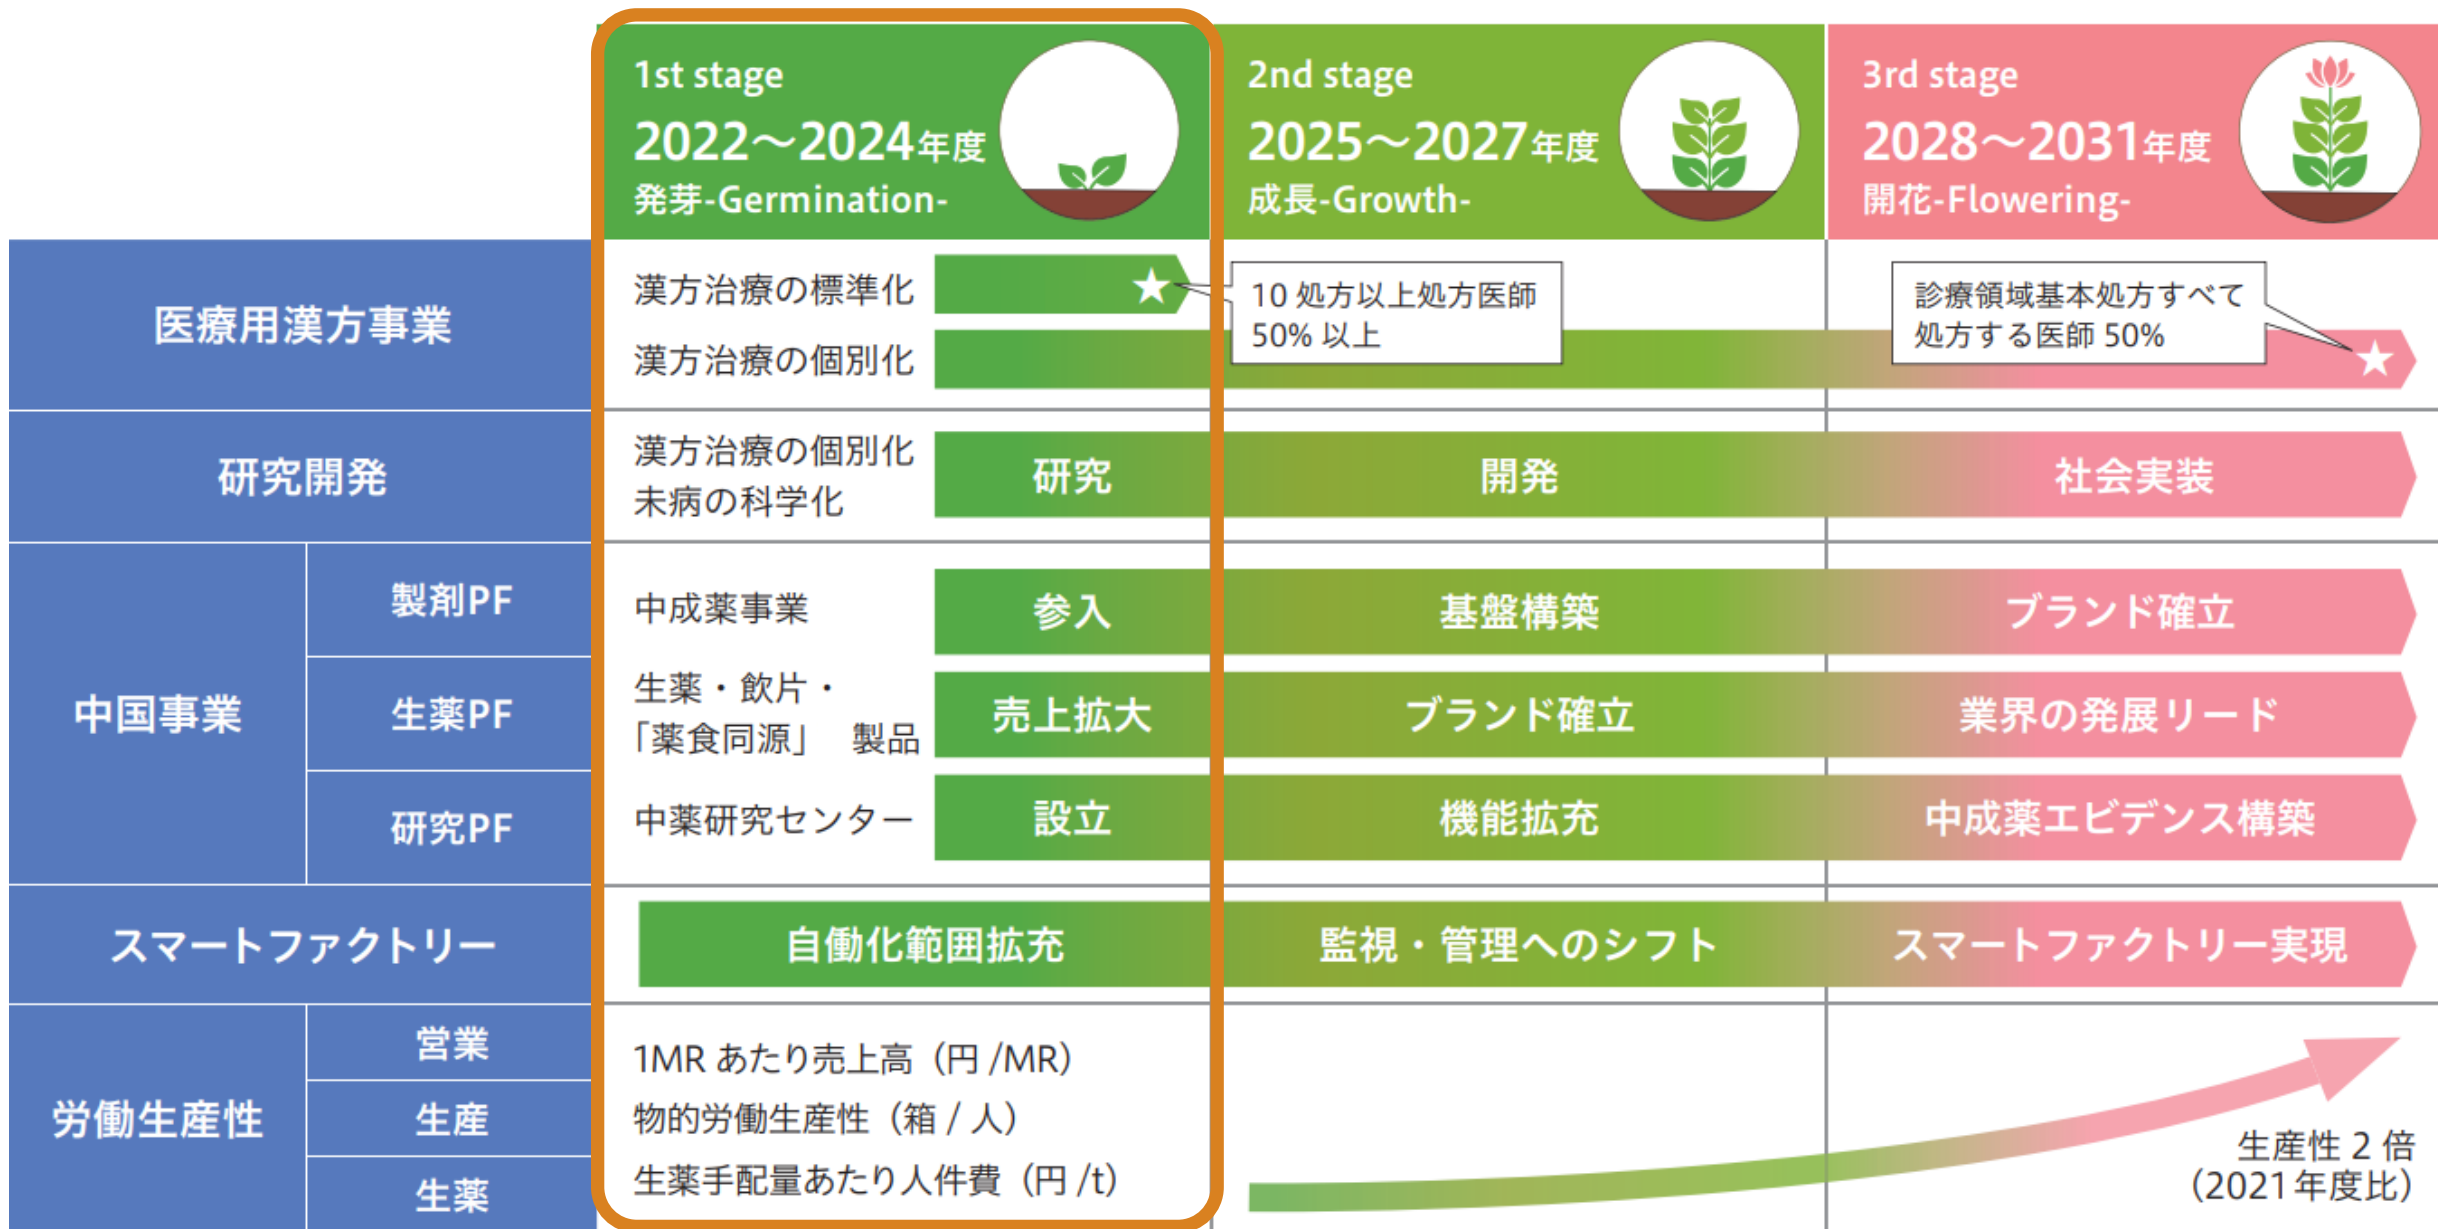 1st stage
2022〜2024年度
発芽-Germination-
2nd stage
2025〜2027年度
成長-Growth-
3rd stage
2028〜2031年度
開花-Flowering-
医療用漢方事業
漢方治療の標準化
10 処方以上処方医師
50% 以上
漢方治療の個別化
診療領域基本処方すべて
処方する医師 50%
研究開発
漢方治療の個別化
未病の科学化
研究
開発
社会実装
中国事業
製剤PF
中成薬事業
参入
基盤構築
ブランド確立
生薬PF
生薬・飲片・
「薬食同源」 製品
売上拡大
ブランド確立
業界の発展リード
研究PF
中薬研究センター
設立
機能拡充
中成薬エビデンス構築
スマートファクトリー
自働化範囲拡充
監視・管理へのシフト
スマートファクトリー実現
労働生産性
営業
1MR あたり売上高（円 /MR）
生産
物的労働生産性（箱 / 人）
生薬
生薬手配量あたり人件費（円 /t）
生産性 2 倍
（2021年度比）